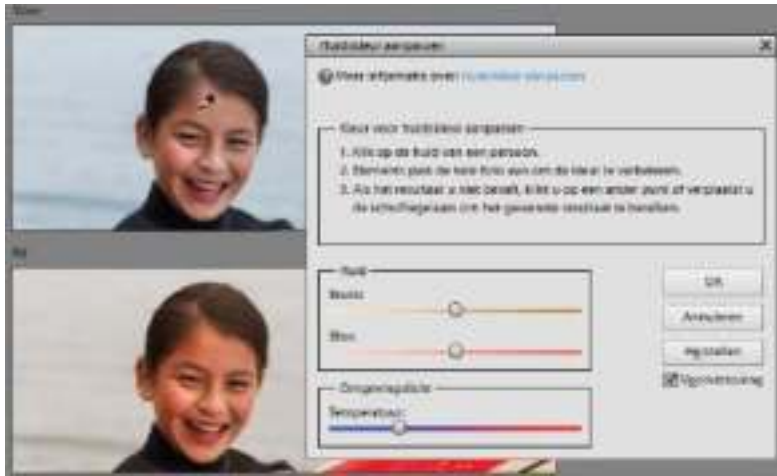 Voor
Huidskleur aanpassen
Meer informatie over: Huidskleur aanpassen
Kleur voor huidskleur aanpassen
1. Klik op de huid van een persoon.
2. Elements past de hele foto aan om de kleur te verbeteren.
3. Als het resultaat u niet bevalt, klikt u op een ander punt of verplaatst u
de schuifregelaars om het gewenste resultaat te bereiken.
Na
Huid
Bruin:
Blos:
Omgevingslicht
Temperatuur:
OK
Annuleren
Herstellen
Voorvertoning